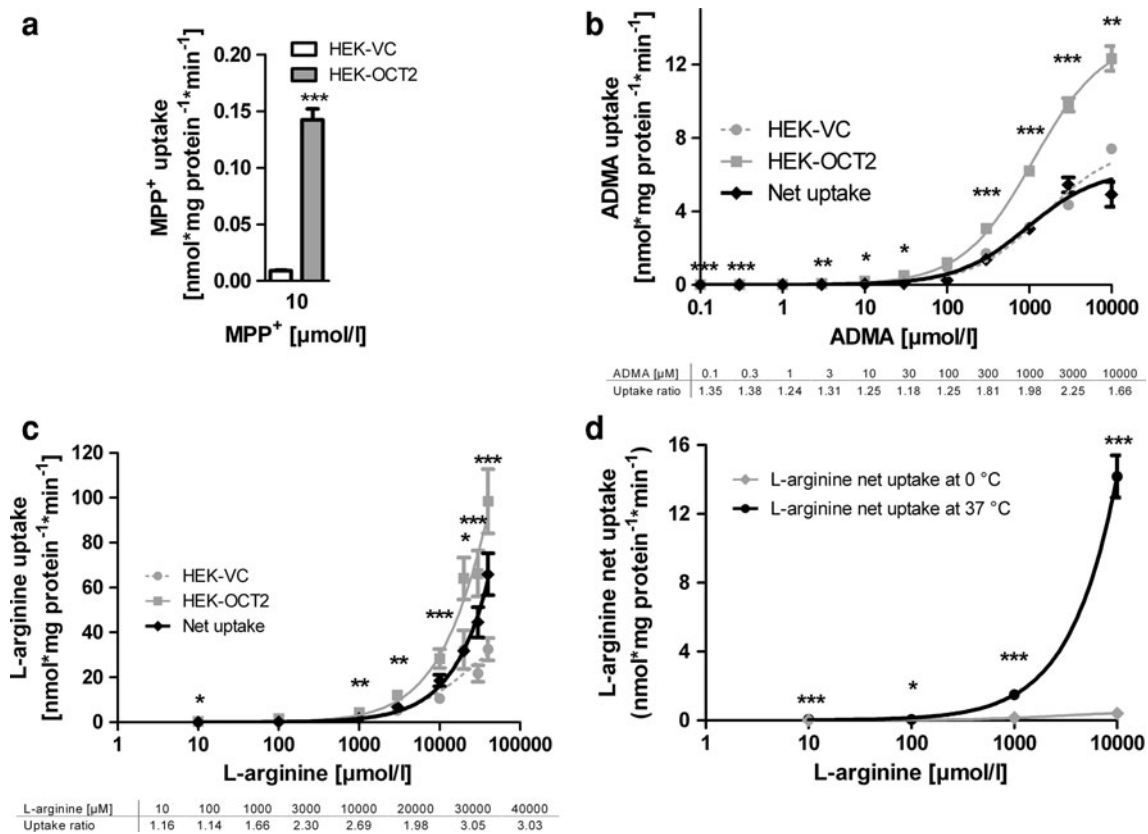 a
HEK-VC
HEK-OCT2
MPP+ uptake
[nmol*mg protein-1*min-1]
0.20
0.15
0.10
0.05
0.00
***
10
MPP+ [µmol/l]
b
ADMA uptake
[nmol*mg protein-1*min-1]
12
8
4
0
HEK-VC
HEK-OCT2
Net uptake
*** *** ** * * *** *** *** **
0.1 1 10 100 1000 10000
ADMA [µmol/l]
ADMA [µM] 0.1 0.3 1 3 10 30 100 300 1000 3000 10000
Uptake ratio 1.35 1.38 1.24 1.31 1.25 1.18 1.25 1.81 1.98 2.25 1.66
c
L-arginine uptake
[nmol*mg protein-1*min-1]
120
100
80
60
40
20
0
HEK-VC
HEK-OCT2
Net uptake
* ** ** *** * *** ***
1 10 100 1000 10000 100000
L-arginine [µmol/l]
L-arginine [µM] 10 100 1000 3000 10000 20000 30000 40000
Uptake ratio 1.16 1.14 1.66 2.30 2.69 1.98 3.05 3.03
d
L-arginine net uptake
(nmol*mg protein-1*min-1)
16
12
8
4
0
L-arginine net uptake at 0 °C
L-arginine net uptake at 37 °C
*** * *** ***
1 10 100 1000 10000
L-arginine [µmol/l]